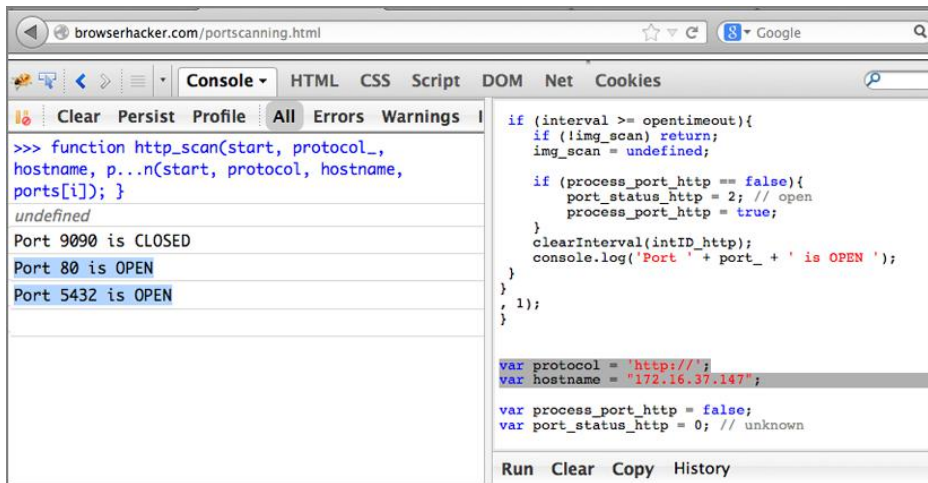 browserhacker.com/portscanning.html
Google
Console HTML CSS Script DOM Net Cookies
Clear Persist Profile All Errors Warnings
>>> function http_scan(start, protocol_,
hostname, p...n(start, protocol, hostname,
ports[i]); }
undefined
Port 9090 is CLOSED
Port 80 is OPEN
Port 5432 is OPEN
if (interval >= opentimeout){
if (!img_scan) return;
img_scan = undefined;
if (process_port_http == false){
port_status_http = 2; // open
process_port_http = true;
}
clearInterval(intID_http);
console.log('Port ' + port_ + ' is OPEN ');
}
}
, 1);
}
var protocol = 'http://';
var hostname = "172.16.37.147";
var process_port_http = false;
var port_status_http = 0; // unknown
Run Clear Copy History